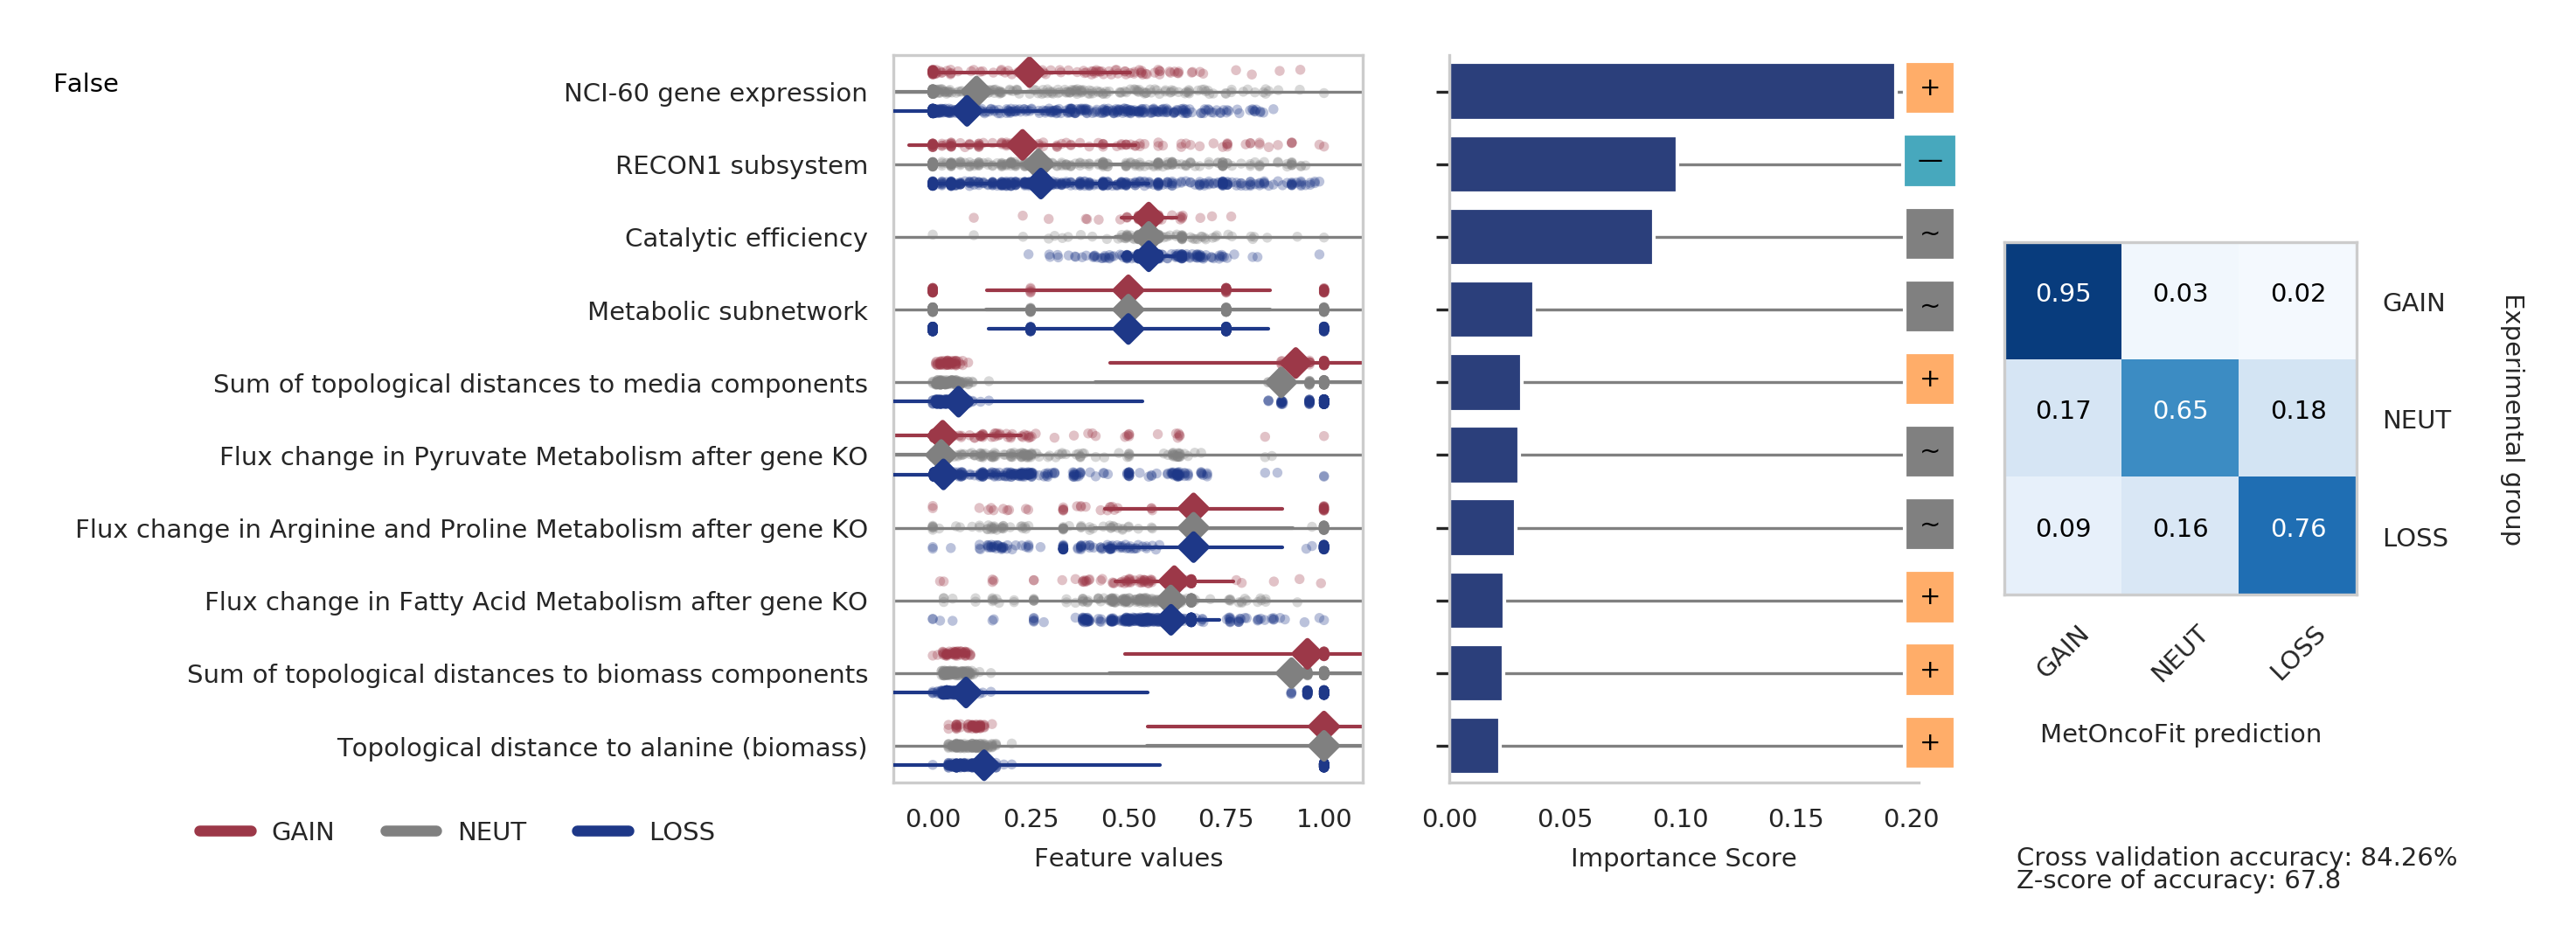 False
NCI-60 gene expression
RECON1 subsystem
Catalytic efficiency
Metabolic subnetwork
Sum of topological distances to media components
Flux change in Pyruvate Metabolism after gene KO
Flux change in Arginine and Proline Metabolism after gene KO
Flux change in Fatty Acid Metabolism after gene KO
Sum of topological distances to biomass components
Topological distance to alanine (biomass)
GAIN NEUT LOSS
0.00 0.25 0.50 0.75 1.00
Feature values
+
—
~
~
+
~
~
+
+
+
0.00 0.05 0.10 0.15 0.20
Importance Score
0.95 0.03 0.02 GAIN
0.17 0.65 0.18 NEUT
0.09 0.16 0.76 LOSS
Experimental group
GAIN NEUT LOSS
MetOncoFit prediction
Cross validation accuracy: 84.26%
Z-score of accuracy: 67.8